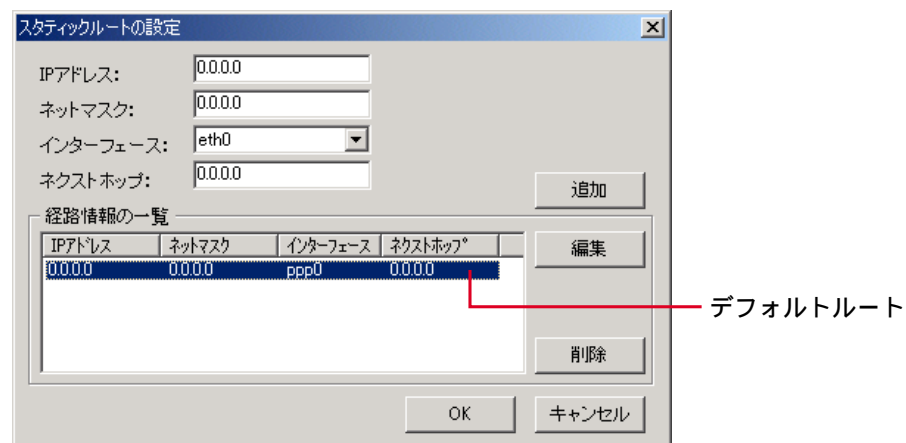 スタティックルートの設定
IPアドレス: 0.0.0.0
ネットマスク: 0.0.0.0
インターフェース: eth0
ネクストホップ: 0.0.0.0
追加
経路情報の一覧
IPｱﾄﾞﾚｽ ﾈｯﾄﾏｽｸ ｲﾝﾀｰﾌｪｰｽ ﾈｸｽﾄﾎｯﾌﾟ
編集
0.0.0.0 0.0.0.0 ppp0 0.0.0.0
デフォルトルート
削除
OK キャンセル